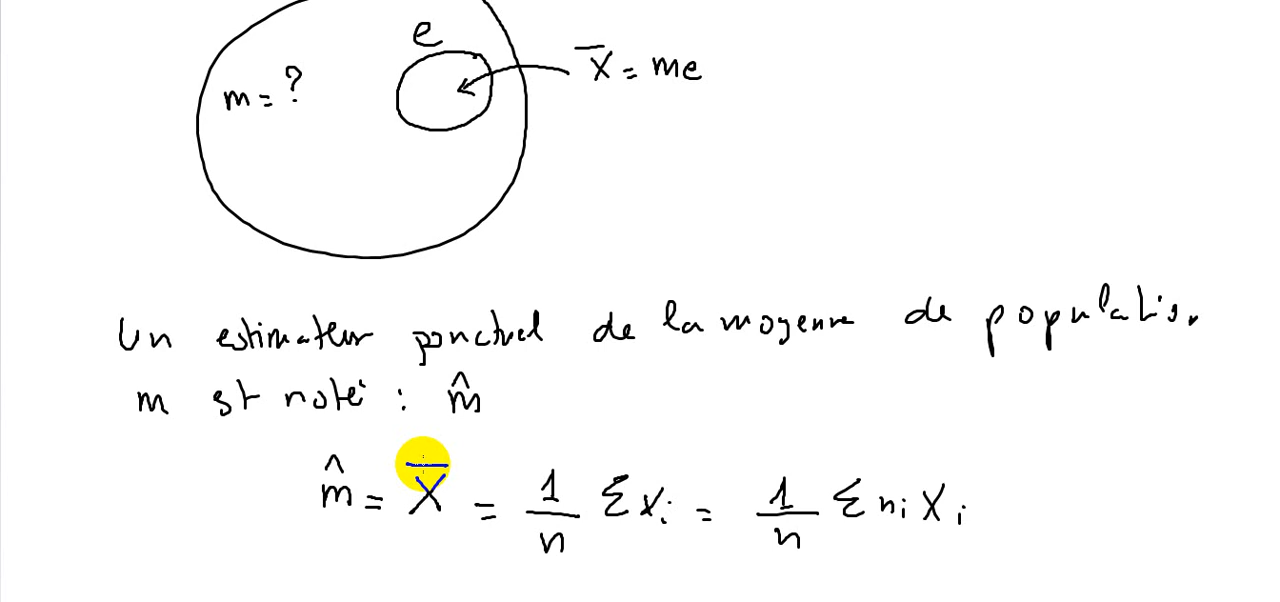 e
m = ? X̄ = me
Un estimateur ponctuel de la moyenne de population
m est noté : m̂
m̂ = X̄ = 1/n Σ xᵢ = 1/n Σ nᵢ xᵢ